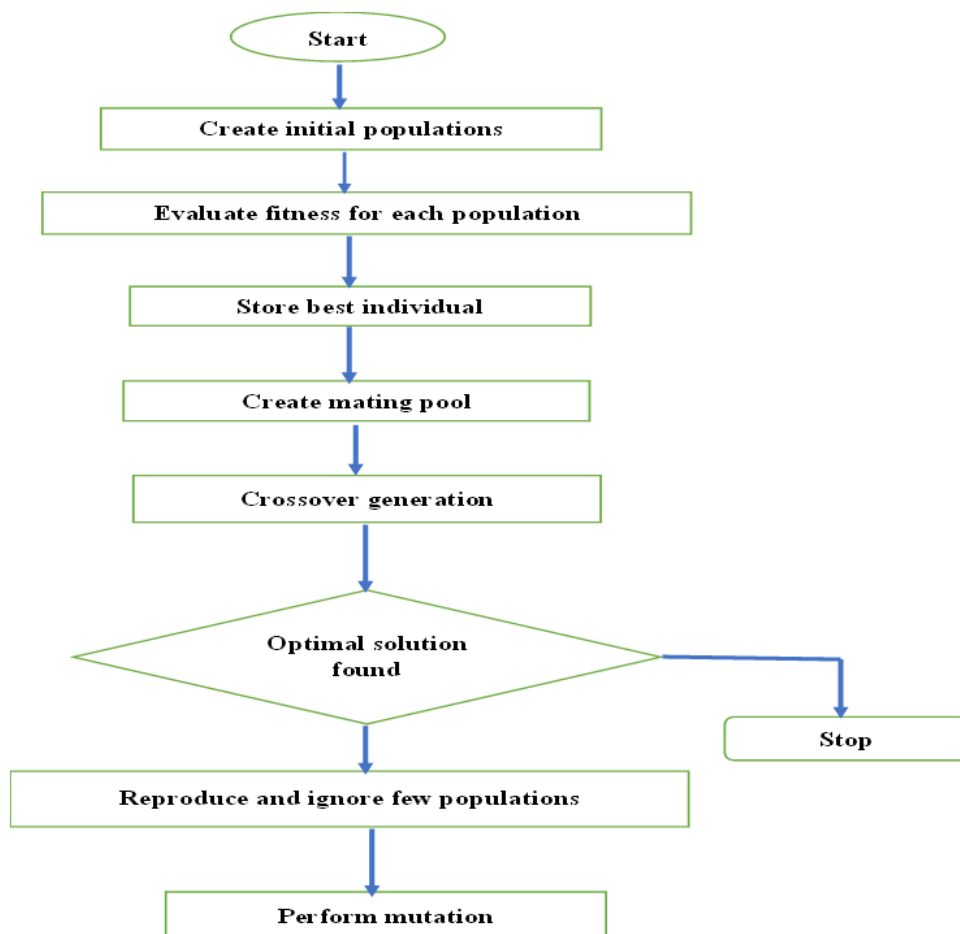 Start
Create initial populations
Evaluate fitness for each population
Store best individual
Create mating pool
Crossover generation
Optimal solution
found
Stop
Reproduce and ignore few populations
Perform mutation